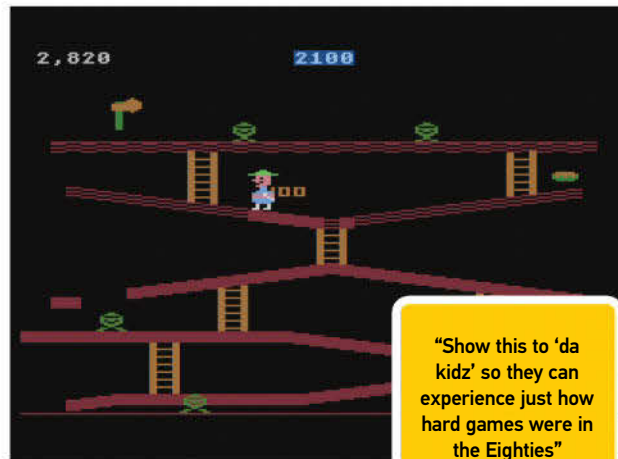 2,820
2100
100
“Show this to ‘da
kidz’ so they can
experience just how
hard games were in
the Eighties”